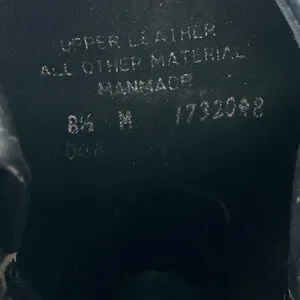 UPPER LEATHER
ALL OTHER MATERIAL
MANMADE
8½ M 1732098